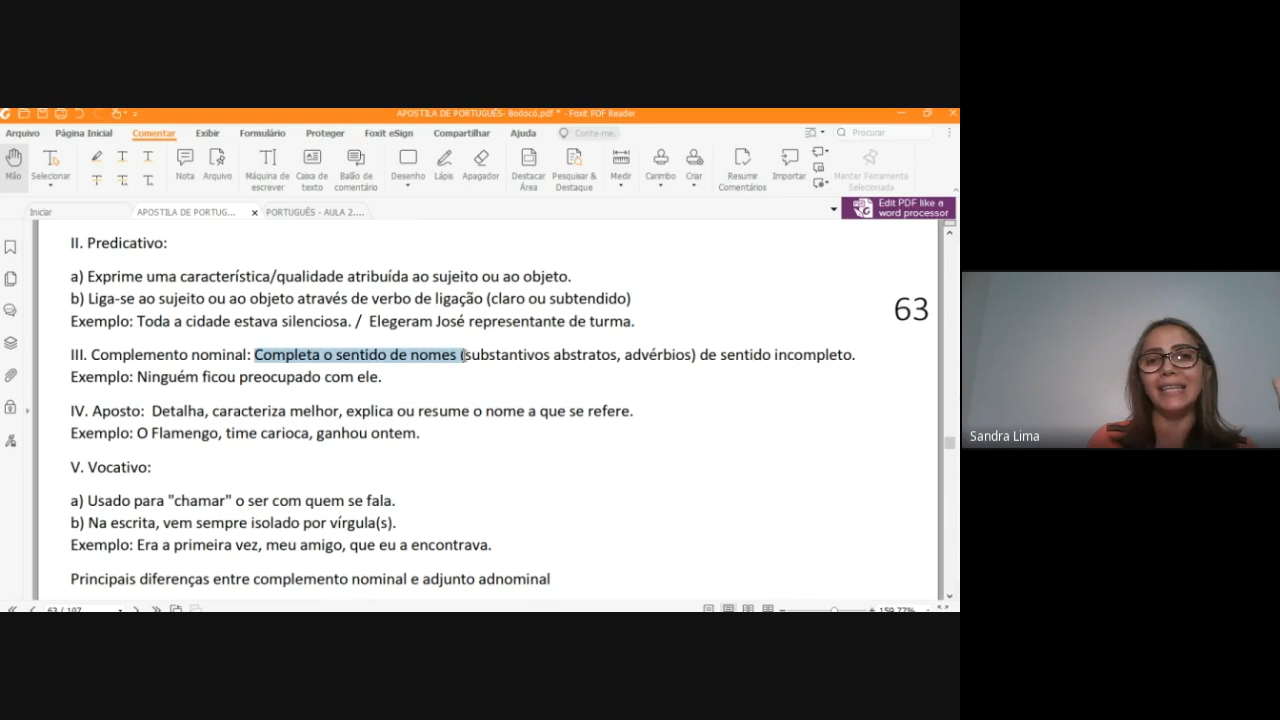 APOSTILA DE PORTUGUÊS- Bodocó.pdf * - Foxit PDF Reader
Arquivo Página Inicial Comentar Exibir Formulário Proteger Foxit eSign Compartilhar Ajuda Conte-me. Procurar
Mão Selecionar Nota Arquivo Máquina de escrever Caixa de texto Balão de comentário Desenho Lápis Apagador Destacar Área Pesquisar & Destaque Medir Carimbo Criar Resumir Comentários Importar Manter Ferramenta Selecionada
Iniciar APOSTILA DE PORTUG... PORTUGUÊS - AULA 2.... Edit PDF like a word processor
II. Predicativo:
a) Exprime uma característica/qualidade atribuída ao sujeito ou ao objeto.
b) Liga-se ao sujeito ou ao objeto através de verbo de ligação (claro ou subtendido)
63
Exemplo: Toda a cidade estava silenciosa. / Elegeram José representante de turma.
III. Complemento nominal: Completa o sentido de nomes (substantivos abstratos, advérbios) de sentido incompleto.
Exemplo: Ninguém ficou preocupado com ele.
IV. Aposto: Detalha, caracteriza melhor, explica ou resume o nome a que se refere.
Exemplo: O Flamengo, time carioca, ganhou ontem.
V. Vocativo:
a) Usado para "chamar" o ser com quem se fala.
b) Na escrita, vem sempre isolado por vírgula(s).
Exemplo: Era a primeira vez, meu amigo, que eu a encontrava.
Principais diferenças entre complemento nominal e adjunto adnominal
63 / 107 159.77%
Sandra Lima